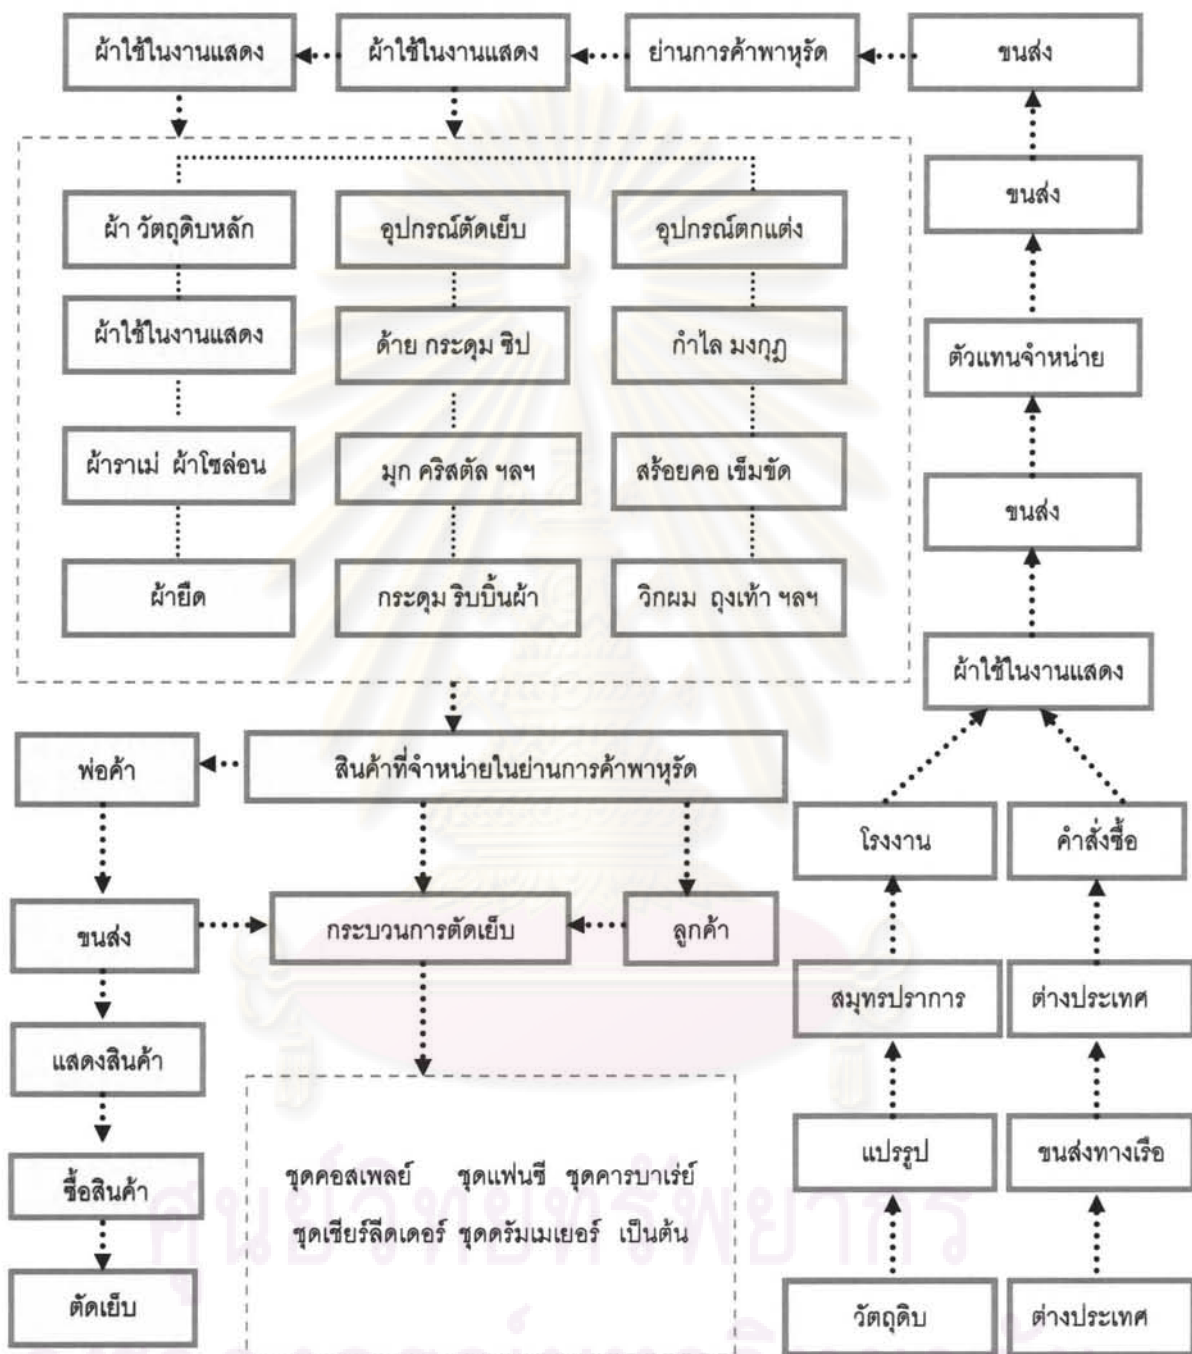 ผ้าใช้ในงานแสดง
ผ้าใช้ในงานแสดง
ย่านการค้าพาหุรัด
ขนส่ง
ขนส่ง
ผ้า วัตถุดิบหลัก
อุปกรณ์ตัดเย็บ
อุปกรณ์ตกแต่ง
ผ้าใช้ในงานแสดง
ด้าย กระดุม ซิป
กำไล มงกุฎ
ตัวแทนจำหน่าย
ผ้าราเม่ ผ้าโซล่อน
มุก คริสตัล ฯลฯ
สร้อยคอ เข็มขัด
ขนส่ง
ผ้ายืด
กระดุม ริบบิ้นผ้า
วิกผม ถุงเท้า ฯลฯ
ผ้าใช้ในงานแสดง
พ่อค้า
สินค้าที่จำหน่ายในย่านการค้าพาหุรัด
โรงงาน
คำสั่งซื้อ
ขนส่ง
กระบวนการตัดเย็บ
ลูกค้า
สมุทรปราการ
ต่างประเทศ
แสดงสินค้า
แปรรูป
ขนส่งทางเรือ
ซื้อสินค้า
ชุดคอสเพลย์ ชุดแฟนซี ชุดคารบาเร่ย์
ชุดเชียร์ลีดเดอร์ ชุดดรัมเมเยอร์ เป็นต้น
ตัดเย็บ
วัตถุดิบ
ต่างประเทศ
ศูนย์วิทยทรัพยากร